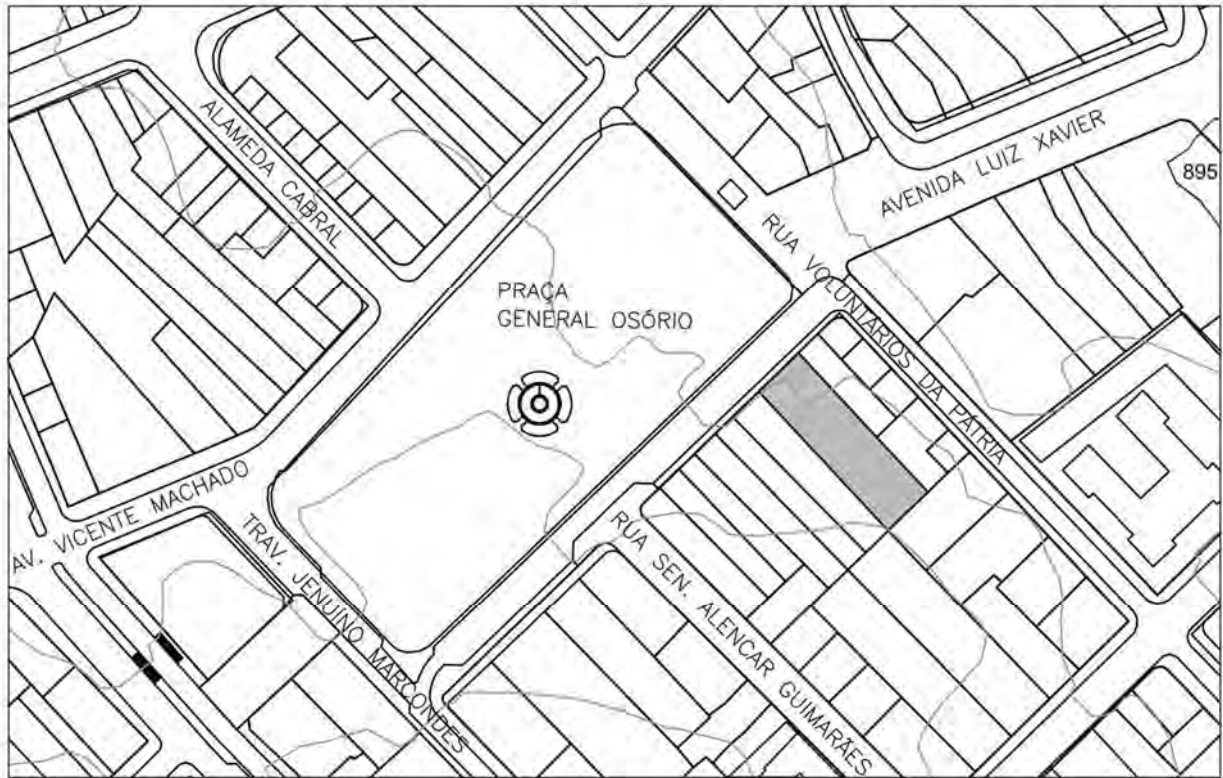 ALAMEDA CABRAL
AVENIDA LUIZ XAVIER
895
RUA VOLUNTÁRIOS DA PÁTRIA
PRAÇA
GENERAL OSÓRIO
AV. VICENTE MACHADO
TRAV. JENUÍNO MARCONDES
RUA SEN. ALENCAR GUIMARÃES